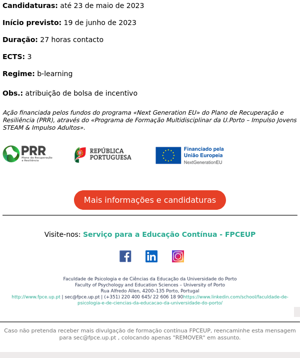 Candidaturas: até 23 de maio de 2023
Início previsto: 19 de junho de 2023
Duração: 27 horas contacto
ECTS: 3
Regime: b-learning
Obs.: atribuição de bolsa de incentivo
Ação financiada pelos fundos do programa «Next Generation EU» do Plano de Recuperação e
Resiliência (PRR), através do «Programa de Formação Multidisciplinar da U.Porto – Impulso Jovens
STEAM & Impulso Adultos».
PRR
Plano de Recuperação
e Resiliência
REPÚBLICA
PORTUGUESA
Financiado pela
União Europeia
NextGenerationEU
Mais informações e candidaturas
Visite-nos: Serviço para a Educação Contínua - FPCEUP
Faculdade de Psicologia e de Ciências da Educação da Universidade do Porto
Faculty of Psychology and Education Sciences – University of Porto
Rua Alfredo Allen, 4200-135 Porto, Portugal
http://www.fpce.up.pt | sec@fpce.up.pt | (+351) 220 400 645/ 22 606 18 90https://www.linkedin.com/school/faculdade-de-
psicologia-e-de-ciencias-da-educacao-da-universidade-do-porto/
Caso não pretenda receber mais divulgação de formação contínua FPCEUP, reencaminhe esta mensagem
para sec@fpce.up.pt , colocando apenas "REMOVER" em assunto.